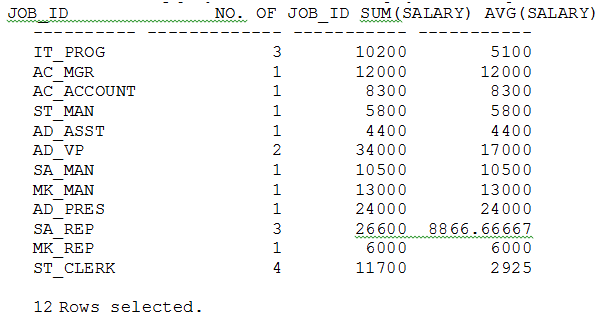 JOB_ID NO. OF JOB_ID SUM(SALARY) AVG(SALARY)
---------- ------------- ----------- -----------
IT_PROG 3 10200 5100
AC_MGR 1 12000 12000
AC_ACCOUNT 1 8300 8300
ST_MAN 1 5800 5800
AD_ASST 1 4400 4400
AD_VP 2 34000 17000
SA_MAN 1 10500 10500
MK_MAN 1 13000 13000
AD_PRES 1 24000 24000
SA_REP 3 26600 8866.66667
MK_REP 1 6000 6000
ST_CLERK 4 11700 2925
12 Rows selected.